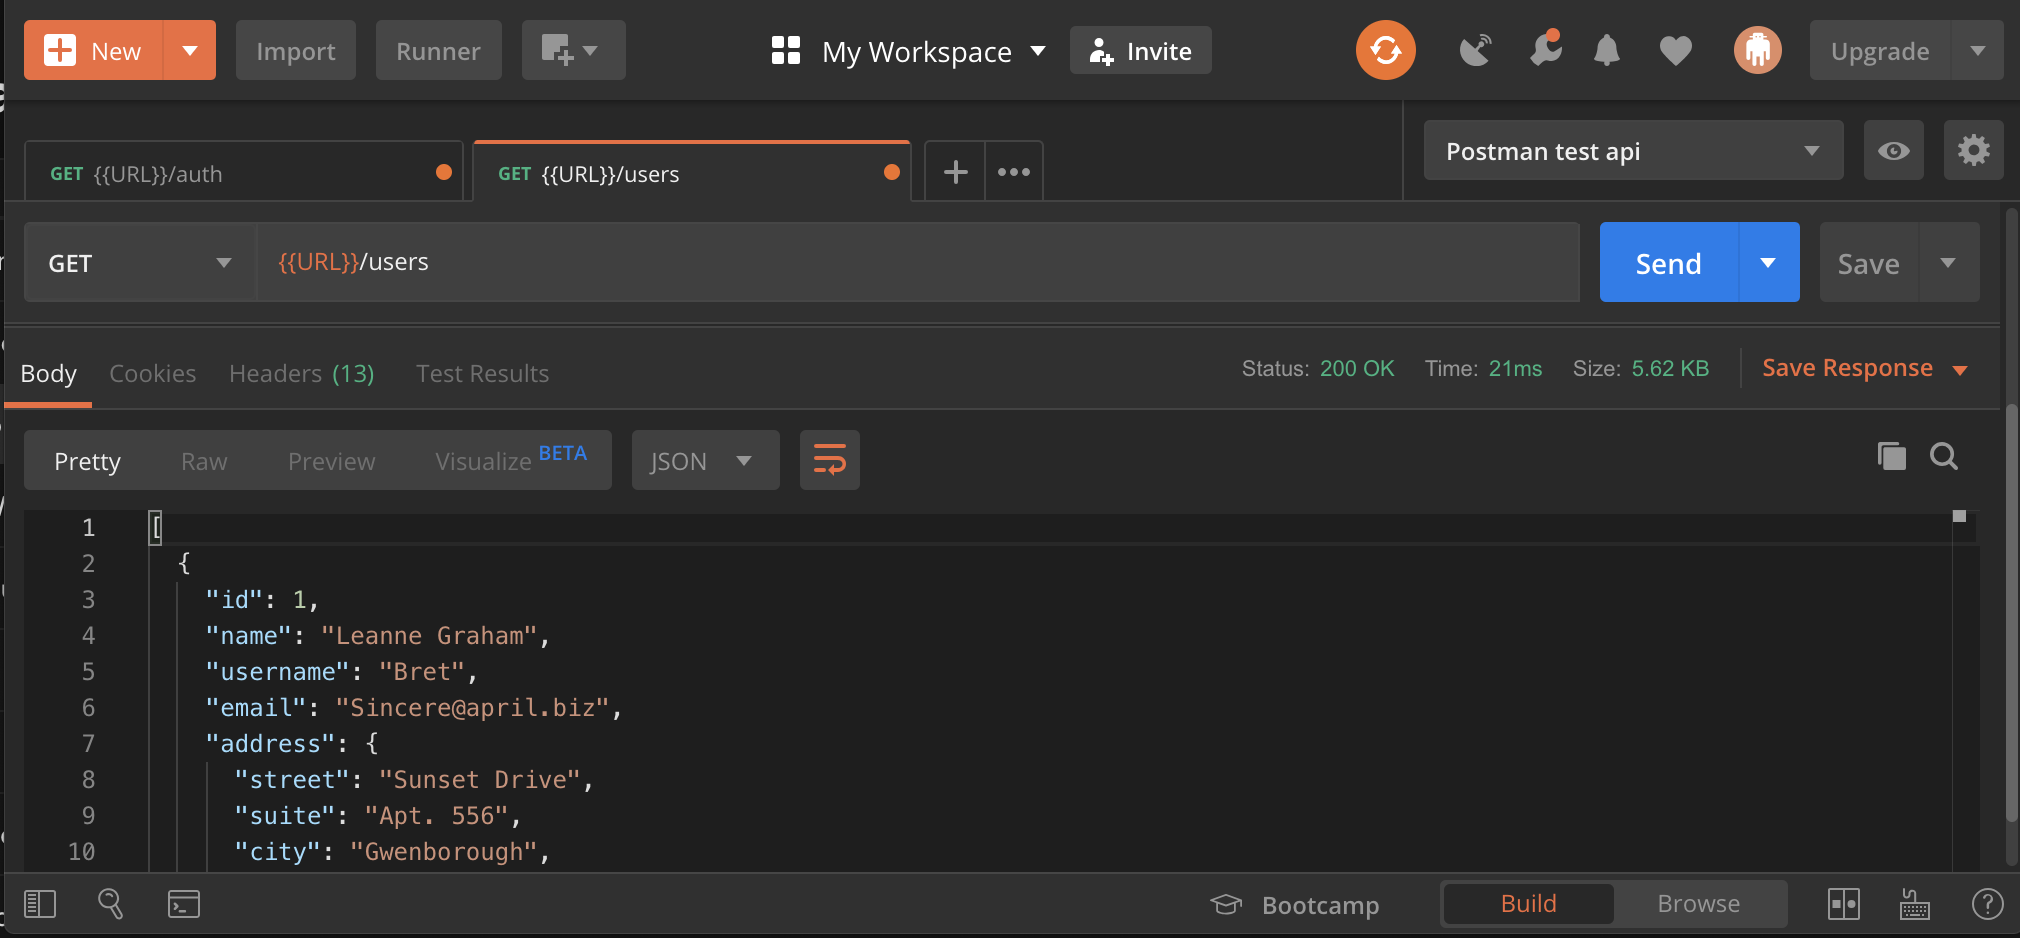 New Import Runner My Workspace Invite Upgrade
GET {{URL}}/auth GET {{URL}}/users Postman test api
GET {{URL}}/users Send Save
Body Cookies Headers (13) Test Results Status: 200 OK Time: 21ms Size: 5.62 KB Save Response
Pretty Raw Preview Visualize BETA JSON
1 [
2 {
3 "id": 1,
4 "name": "Leanne Graham",
5 "username": "Bret",
6 "email": "Sincere@april.biz",
7 "address": {
8 "street": "Sunset Drive",
9 "suite": "Apt. 556",
10 "city": "Gwenborough",
Bootcamp Build Browse